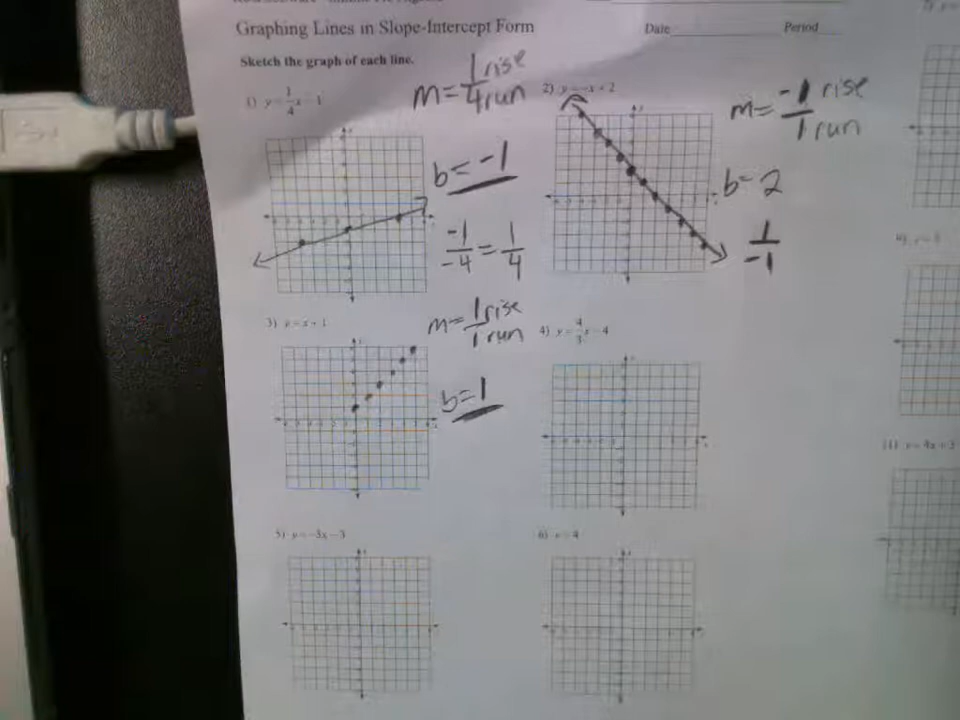 Graphing Lines in Slope-Intercept Form
Date
Period
Sketch the graph of each line.
1) y = 1/4 x − 1
m = 1 rise / 4 run
b = -1
-1/-4 = 1/4
2) y = −x + 2
m = -1 rise / 1 run
b = 2
1/-1
3) y = x + 1
m = 1 rise / 1 run
b = 1
4) y = 4/3 x − 4
5) y = −3x − 3
6) x = 4